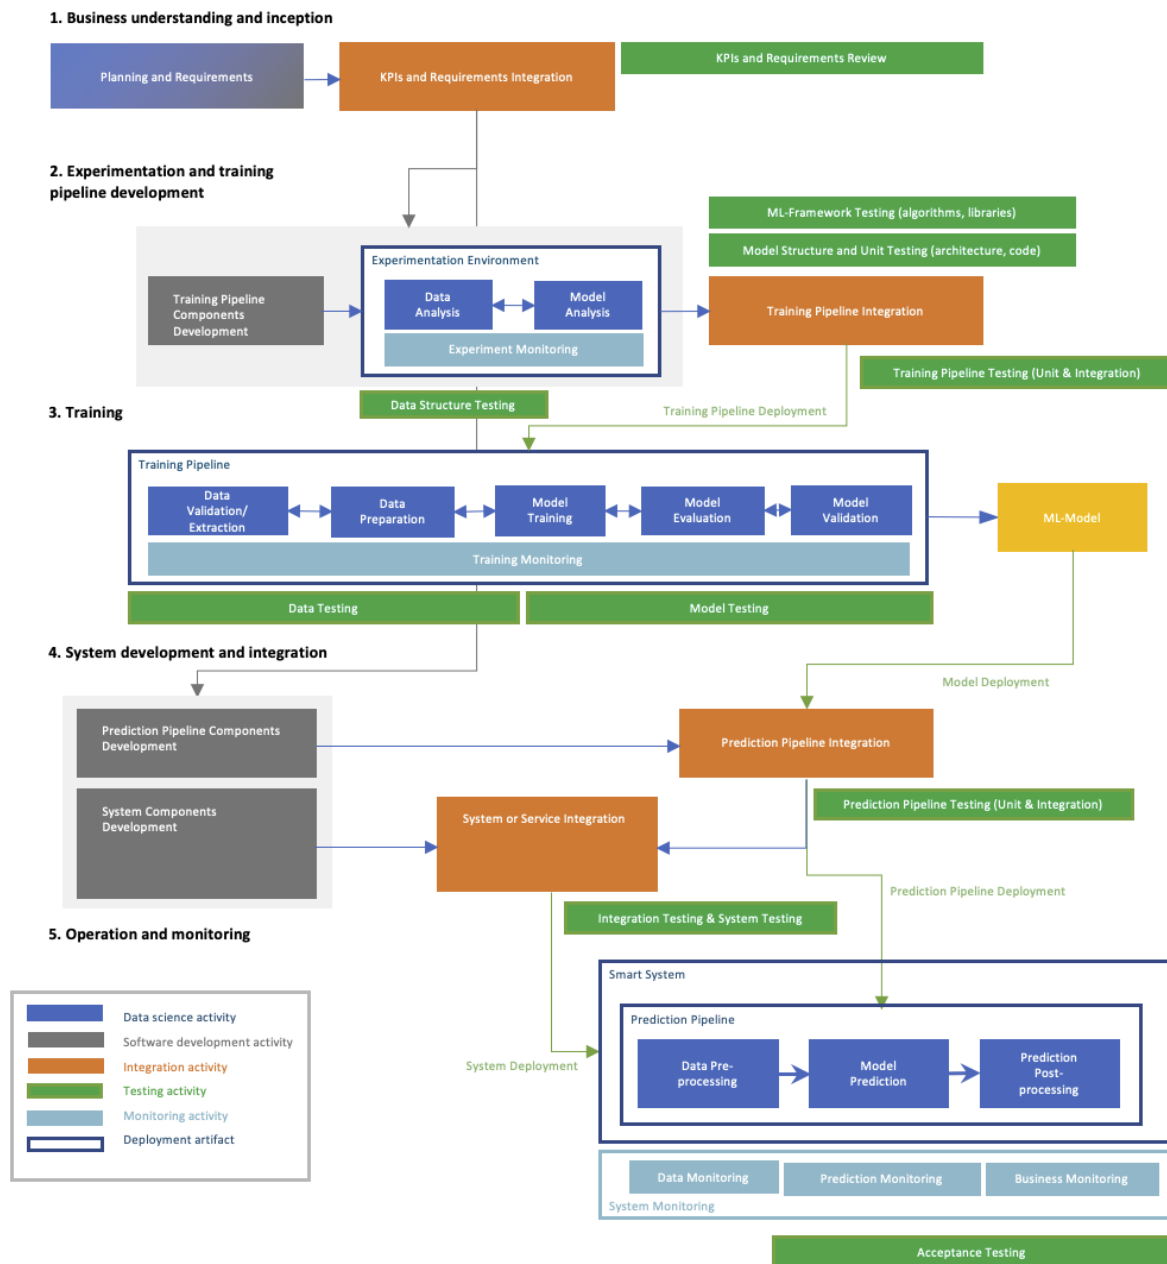 1. Business understanding and inception
Planning and Requirements
KPIs and Requirements Integration
KPIs and Requirements Review
2. Experimentation and training
pipeline development
ML-Framework Testing (algorithms, libraries)
Model Structure and Unit Testing (architecture, code)
Experimentation Environment
Training Pipeline
Components
Development
Data
Analysis
Model
Analysis
Experiment Monitoring
Training Pipeline Integration
Training Pipeline Testing (Unit & Integration)
Data Structure Testing
Training Pipeline Deployment
3. Training
Training Pipeline
Data
Validation/
Extraction
Data
Preparation
Model
Training
Model
Evaluation
Model
Validation
Training Monitoring
ML-Model
Data Testing
Model Testing
4. System development and integration
Model Deployment
Prediction Pipeline Components
Development
Prediction Pipeline Integration
System Components
Development
System or Service Integration
Prediction Pipeline Testing (Unit & Integration)
Prediction Pipeline Deployment
Integration Testing & System Testing
5. Operation and monitoring
Data science activity
Software development activity
Integration activity
Testing activity
Monitoring activity
Deployment artifact
System Deployment
Smart System
Prediction Pipeline
Data Pre-
processing
Model
Prediction
Prediction
Post-
processing
Data Monitoring
Prediction Monitoring
Business Monitoring
System Monitoring
Acceptance Testing